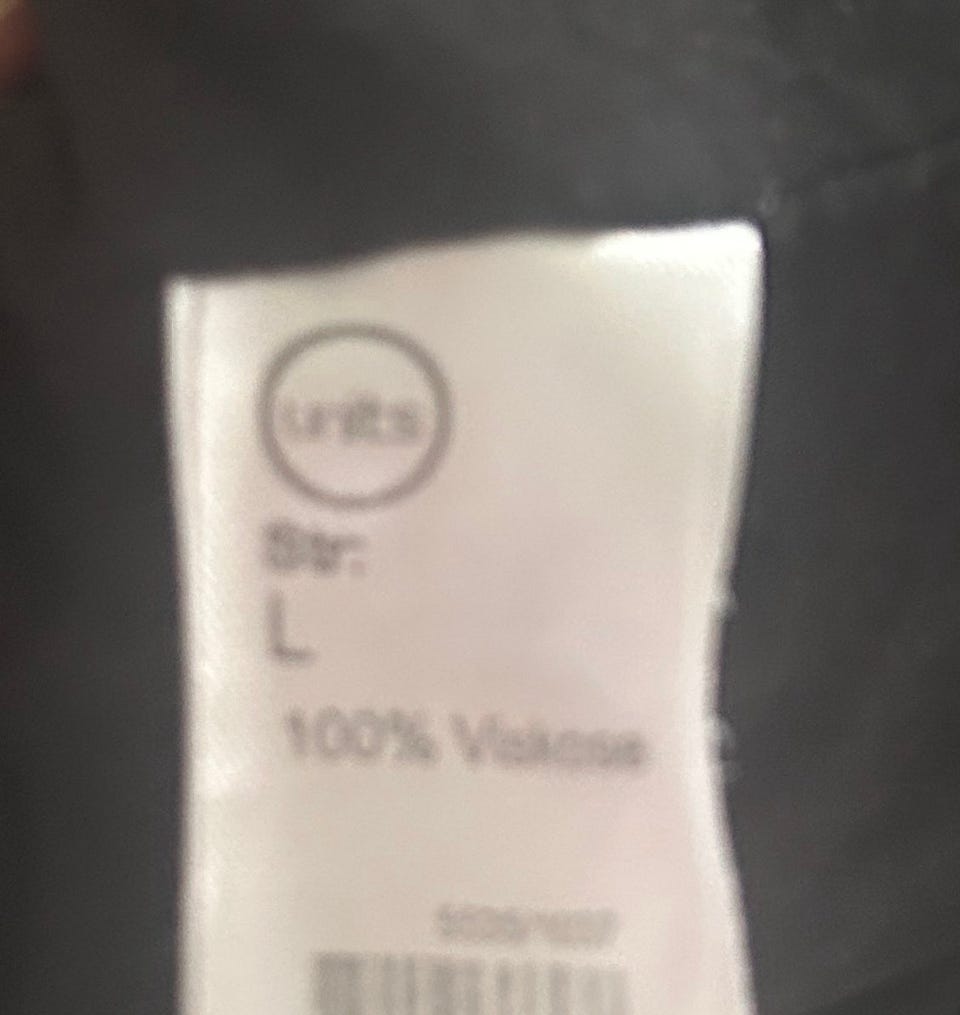 units
Str:
L
100% Viskose